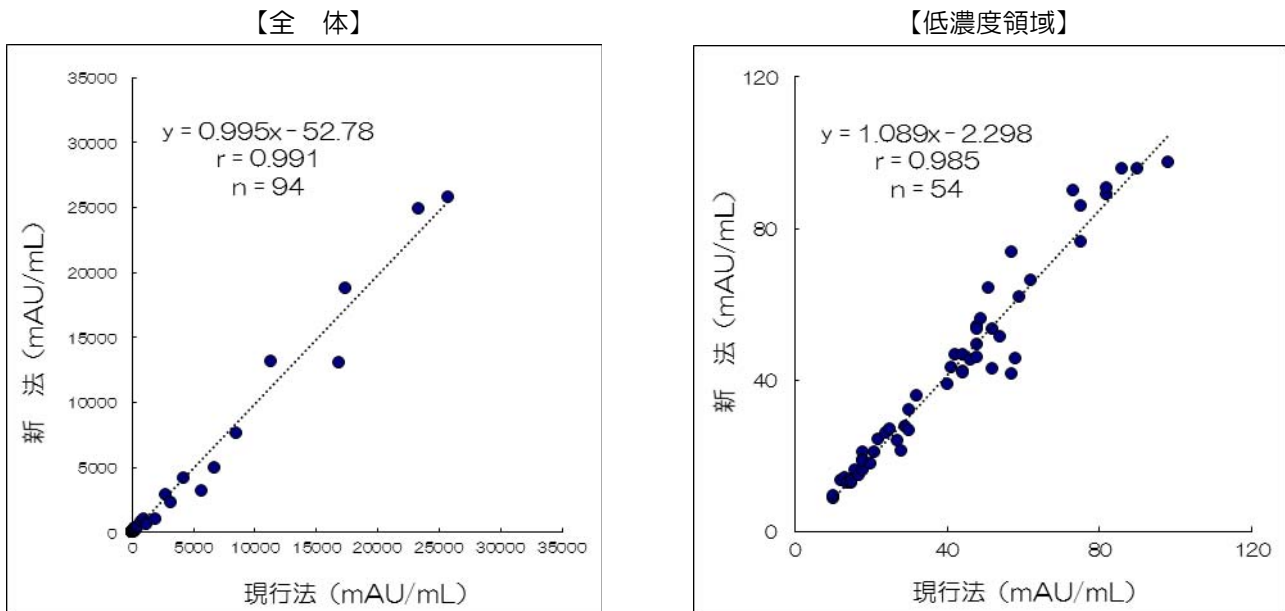 【全　体】
35000
30000
25000
20000
15000
10000
5000
0
y = 0.995x - 52.78
r = 0.991
n = 94
新　法 (mAU/mL)
0 5000 10000 15000 20000 25000 30000 35000
現行法 (mAU/mL)
【低濃度領域】
120
80
40
0
y = 1.089x - 2.298
r = 0.985
n = 54
新　法 (mAU/mL)
0 40 80 120
現行法 (mAU/mL)